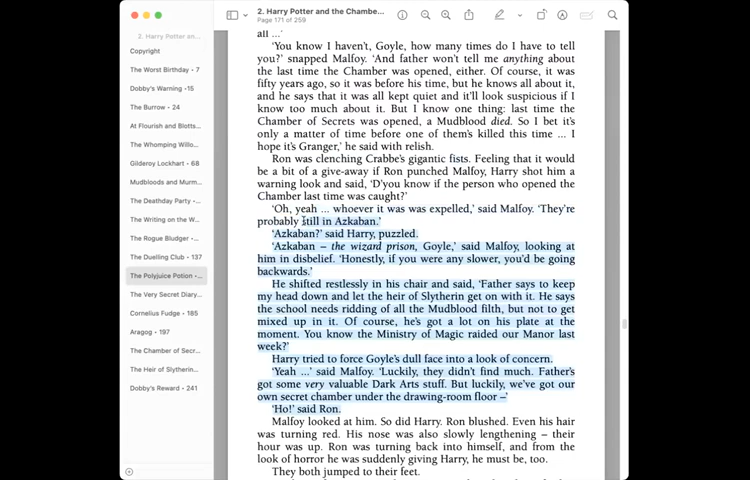 2. Harry Potter and the Chambe...
Page 171 of 259
2. Harry Potter an...
Copyright
The Worst Birthday • 7
Dobby's Warning • 15
The Burrow • 24
At Flourish and Blotts...
The Whomping Willo...
Gilderoy Lockhart • 68
Mudbloods and Murm...
The Deathday Party •...
The Writing on the W...
The Rogue Bludger •...
The Duelling Club • 137
The Polyjuice Potion •...
The Very Secret Diary...
Cornelius Fudge • 185
Aragog • 197
The Chamber of Secr...
The Heir of Slytherin...
Dobby's Reward • 241
all ...'
'You know I haven't, Goyle, how many times do I have to tell
you?' snapped Malfoy. 'And father won't tell me anything about
the last time the Chamber was opened, either. Of course, it was
fifty years ago, so it was before his time, but he knows all about it,
and he says that it was all kept quiet and it'll look suspicious if I
know too much about it. But I know one thing: last time the
Chamber of Secrets was opened, a Mudblood died. So I bet it's
only a matter of time before one of them's killed this time ... I
hope it's Granger,' he said with relish.
Ron was clenching Crabbe's gigantic fists. Feeling that it would
be a bit of a give-away if Ron punched Malfoy, Harry shot him a
warning look and said, 'D'you know if the person who opened the
Chamber last time was caught?'
'Oh, yeah ... whoever it was was expelled,' said Malfoy. 'They're
probably still in Azkaban.'
'Azkaban?' said Harry, puzzled.
'Azkaban – the wizard prison, Goyle,' said Malfoy, looking at
him in disbelief. 'Honestly, if you were any slower, you'd be going
backwards.'
He shifted restlessly in his chair and said, 'Father says to keep
my head down and let the heir of Slytherin get on with it. He says
the school needs ridding of all the Mudblood filth, but not to get
mixed up in it. Of course, he's got a lot on his plate at the
moment. You know the Ministry of Magic raided our Manor last
week?'
Harry tried to force Goyle's dull face into a look of concern.
'Yeah ...' said Malfoy. 'Luckily, they didn't find much. Father's
got some very valuable Dark Arts stuff. But luckily, we've got our
own secret chamber under the drawing-room floor –'
'Ho!' said Ron.
Malfoy looked at him. So did Harry. Ron blushed. Even his hair
was turning red. His nose was also slowly lengthening – their
hour was up. Ron was turning back into himself, and from the
look of horror he was suddenly giving Harry, he must be, too.
They both jumped to their feet.